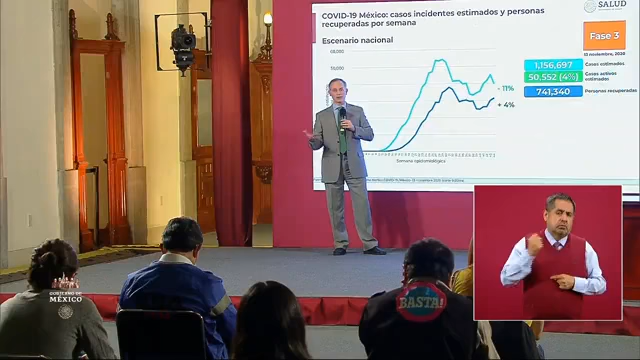 COVID-19 México: casos incidentes estimados y personas
recuperadas por semana
SALUD
Escenario nacional
Fase 3
1,156,697
Casos estimados
50,552 (4%)
Casos activos
estimados
741,340
Personas recuperadas
- 11%
+ 4%
Semana epidemiológica
BASTA!
GOBIERNO DE
MÉXICO